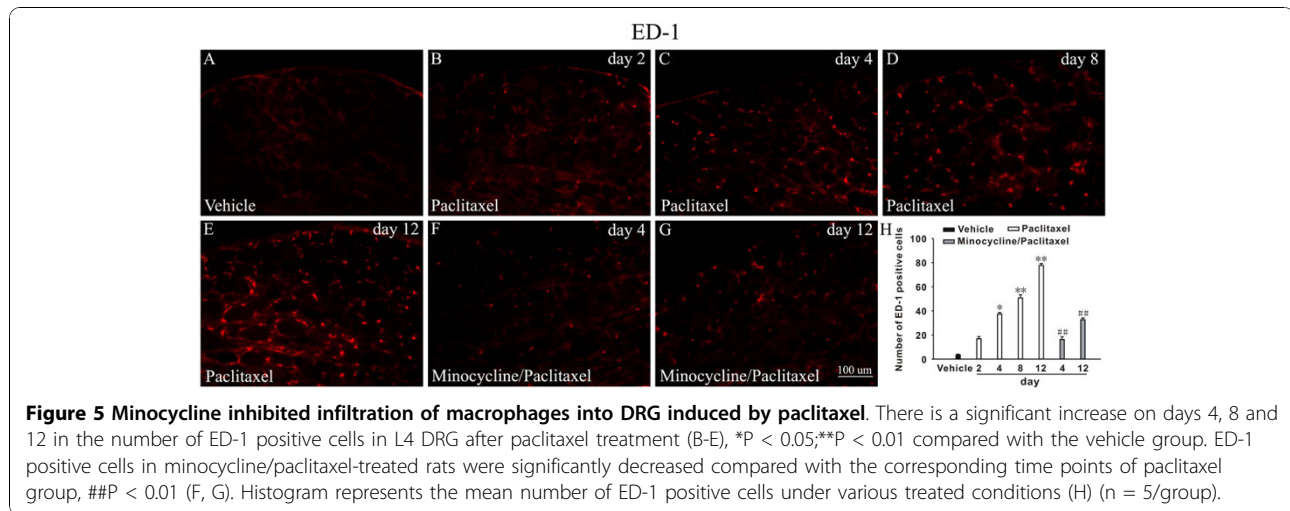 ED-1
A
Vehicle
B
day 2
Paclitaxel
C
day 4
Paclitaxel
D
day 8
Paclitaxel
E
day 12
Paclitaxel
F
day 4
Minocycline/Paclitaxel
G
day 12
Minocycline/Paclitaxel
100 um
H
Vehicle Paclitaxel
Minocycline/Paclitaxel
Number of ED-1 positive cells
100
80
60
40
20
0
* ** ** ## ##
Vehicle 2 4 8 12 4 12
day
Figure 5 Minocycline inhibited infiltration of macrophages into DRG induced by paclitaxel. There is a significant increase on days 4, 8 and
12 in the number of ED-1 positive cells in L4 DRG after paclitaxel treatment (B-E), *P < 0.05;**P < 0.01 compared with the vehicle group. ED-1
positive cells in minocycline/paclitaxel-treated rats were significantly decreased compared with the corresponding time points of paclitaxel
group, ##P < 0.01 (F, G). Histogram represents the mean number of ED-1 positive cells under various treated conditions (H) (n = 5/group).